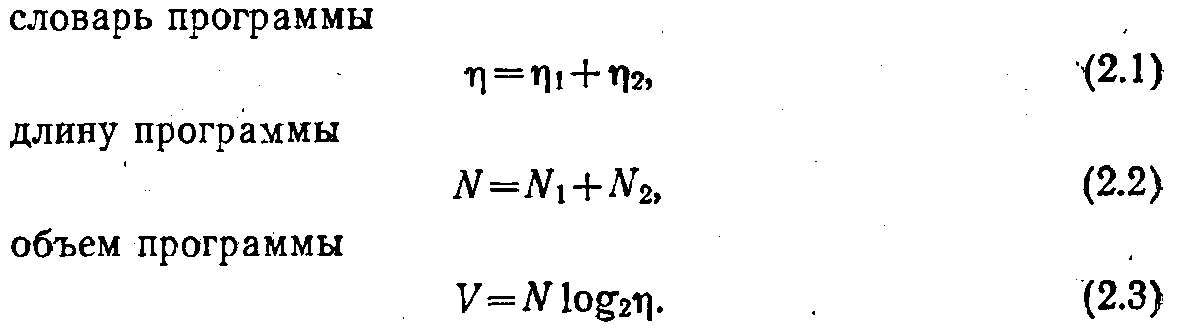 словарь программы
η=η₁+η₂, (2.1)
длину программы
N=N₁+N₂, (2.2)
объем программы
V=N log₂η. (2.3)